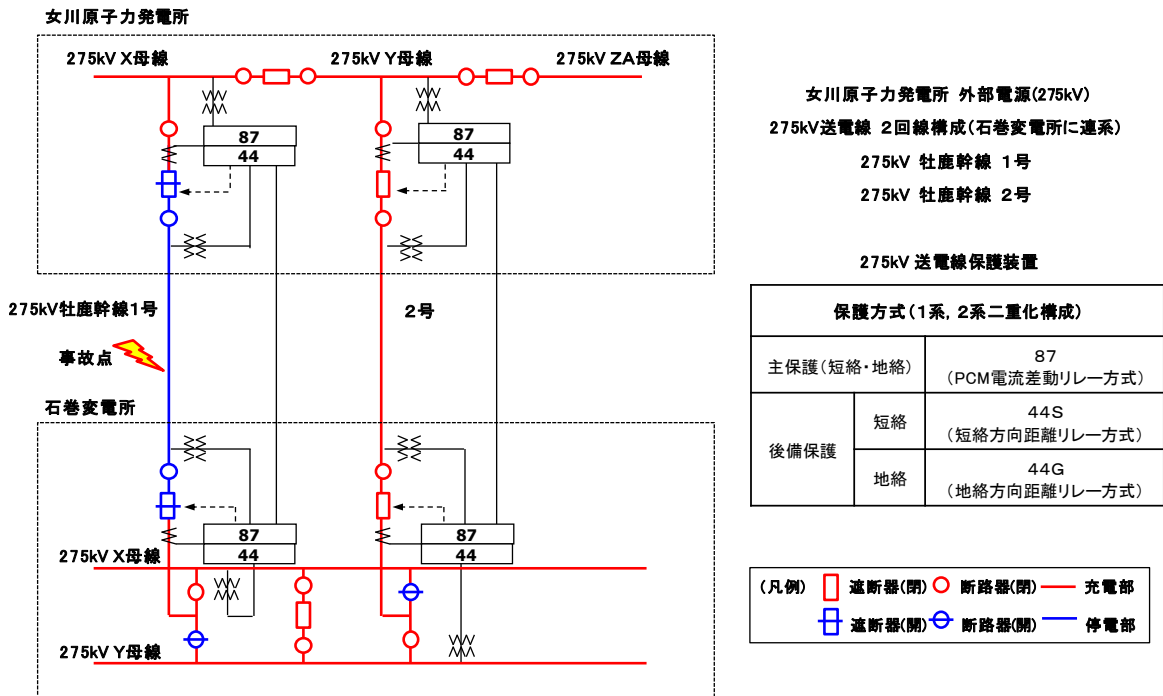 女川原子力発電所
275kV X母線
275kV Y母線
275kV ZA母線
87
44
87
44
275kV牡鹿幹線1号
2号
事故点
石巻変電所
87
44
87
44
275kV X母線
275kV Y母線
女川原子力発電所 外部電源(275kV)
275kV送電線 2回線構成(石巻変電所に連系)
275kV 牡鹿幹線 1号
275kV 牡鹿幹線 2号
275kV 送電線保護装置
保護方式(1系, 2系二重化構成)
主保護(短絡・地絡)
87
(PCM電流差動リレー方式)
後備保護
短絡
44S
(短絡方向距離リレー方式)
地絡
44G
(地絡方向距離リレー方式)
(凡例) 遮断器(閉) 断路器(閉) 充電部
遮断器(開) 断路器(開) 停電部